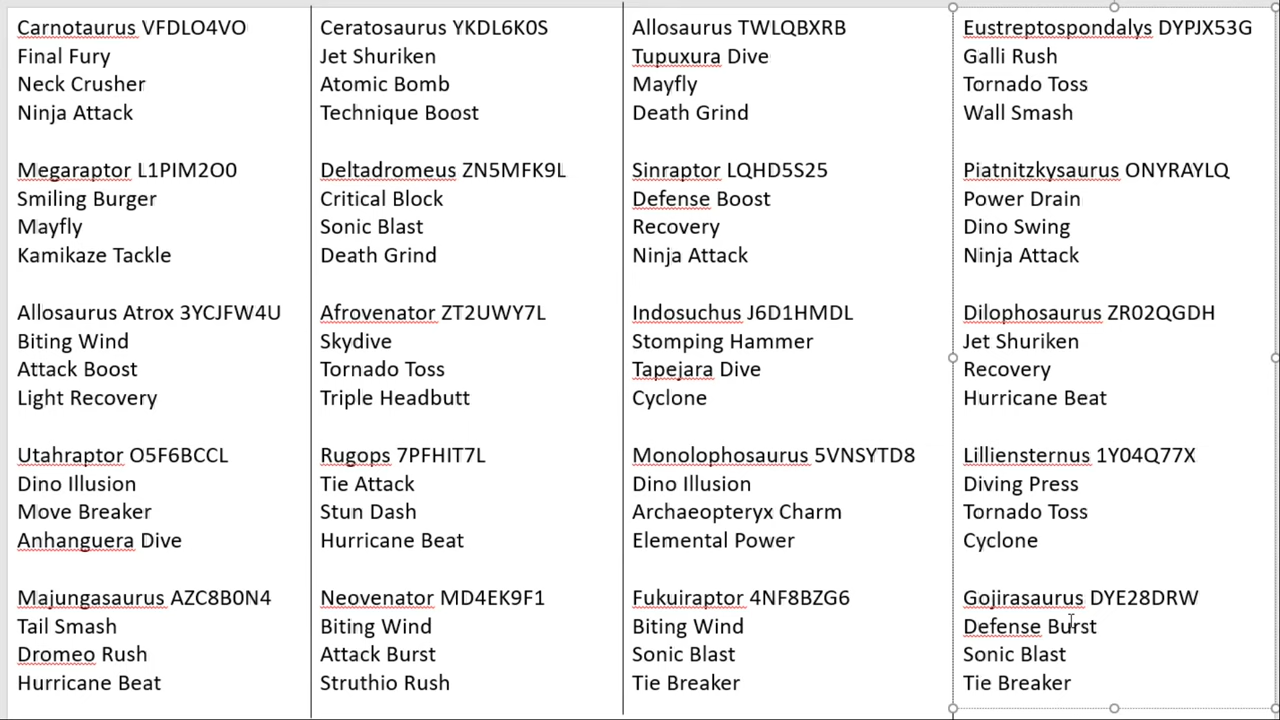 Carnotaurus VFDLO4VO
Final Fury
Neck Crusher
Ninja Attack
Megaraptor L1PIM2O0
Smiling Burger
Mayfly
Kamikaze Tackle
Allosaurus Atrox 3YCJFW4U
Biting Wind
Attack Boost
Light Recovery
Utahraptor O5F6BCCL
Dino Illusion
Move Breaker
Anhanguera Dive
Majungasaurus AZC8B0N4
Tail Smash
Dromeo Rush
Hurricane Beat
Ceratosaurus YKDL6K0S
Jet Shuriken
Atomic Bomb
Technique Boost
Deltadromeus ZN5MFK9L
Critical Block
Sonic Blast
Death Grind
Afrovenator ZT2UWY7L
Skydive
Tornado Toss
Triple Headbutt
Rugops 7PFHIT7L
Tie Attack
Stun Dash
Hurricane Beat
Neovenator MD4EK9F1
Biting Wind
Attack Burst
Struthio Rush
Allosaurus TWLQBXRB
Tupuxura Dive
Mayfly
Death Grind
Sinraptor LQHD5S25
Defense Boost
Recovery
Ninja Attack
Indosuchus J6D1HMDL
Stomping Hammer
Tapejara Dive
Cyclone
Monolophosaurus 5VNSYTD8
Dino Illusion
Archaeopteryx Charm
Elemental Power
Fukuiraptor 4NF8BZG6
Biting Wind
Sonic Blast
Tie Breaker
Eustreptospondalys DYPJX53G
Galli Rush
Tornado Toss
Wall Smash
Piatnitzkysaurus ONYRAYLQ
Power Drain
Dino Swing
Ninja Attack
Dilophosaurus ZR02QGDH
Jet Shuriken
Recovery
Hurricane Beat
Lilliensternus 1Y04Q77X
Diving Press
Tornado Toss
Cyclone
Gojirasaurus DYE28DRW
Defense Burst
Sonic Blast
Tie Breaker